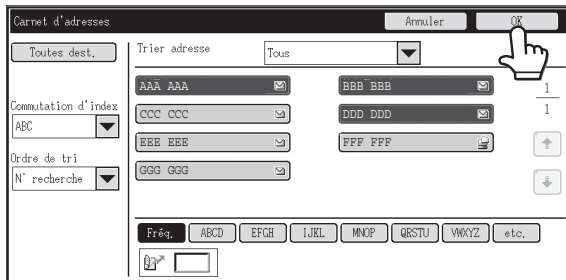 Carnet d'adresses
Annuler
OK
Toutes dest.
Trier adresse
Tous
AAA AAA
BBB BBB
1
1
Commutation d'index
ABC
CCC CCC
DDD DDD
EEE EEE
FFF FFF
Ordre de tri
N° recherche
GGG GGG
Fréq.
ABCD
EFGH
IJKL
MNOP
QRSTU
VWXYZ
etc.